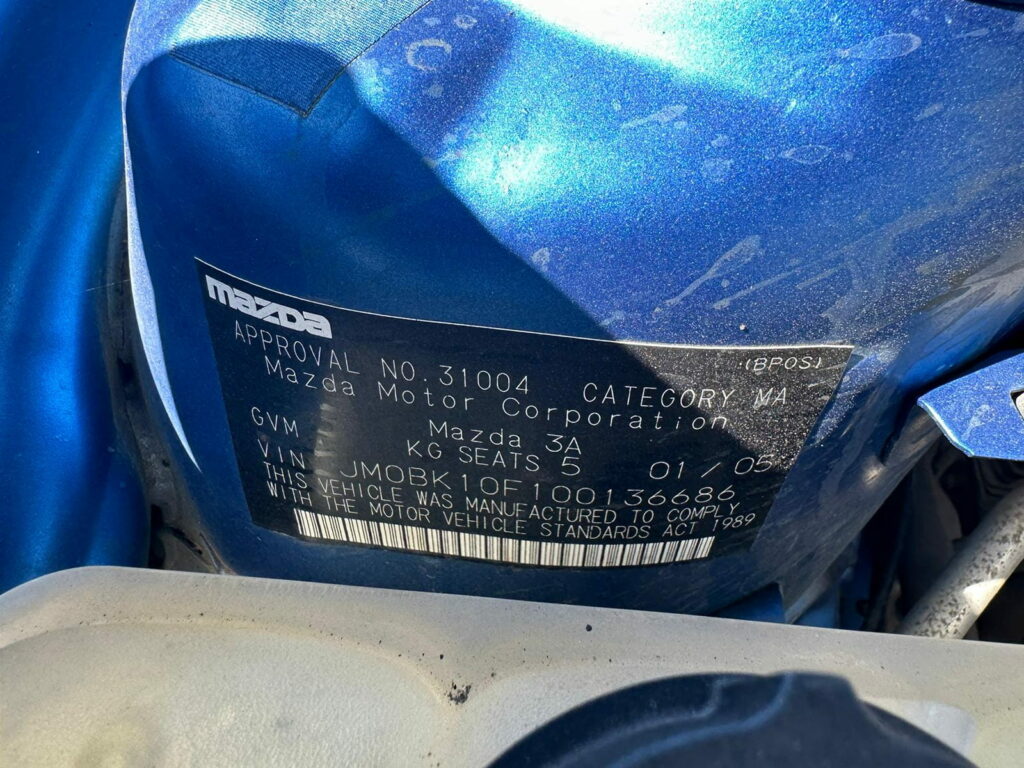 mazda
(BP0S)
APPROVAL NO.31004 CATEGORY MA
Mazda Motor Corporation
Mazda 3A
GVM KG SEATS 5 01/05
VIN JM0BK10F100136686
THIS VEHICLE WAS MANUFACTURED TO COMPLY
WITH THE MOTOR VEHICLE STANDARDS ACT 1989